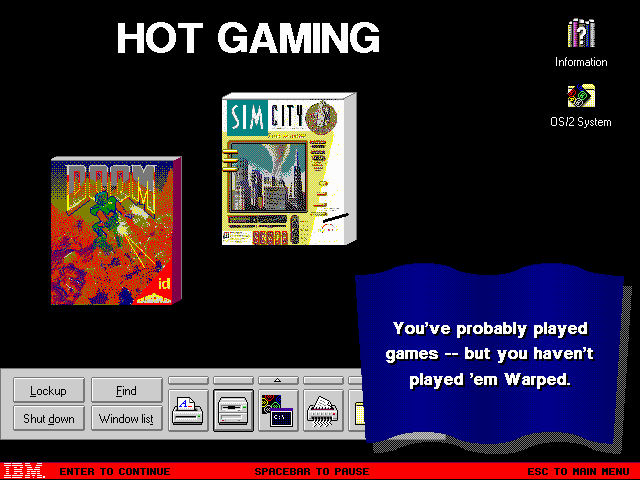 HOT GAMING
Information
OS/2 System
SIM CITY
DOOM
id
You've probably played
games -- but you haven't
played 'em Warped.
Lockup
Find
Shut down
Window list
C:\
IBM.
ENTER TO CONTINUE
SPACEBAR TO PAUSE
ESC TO MAIN MENU